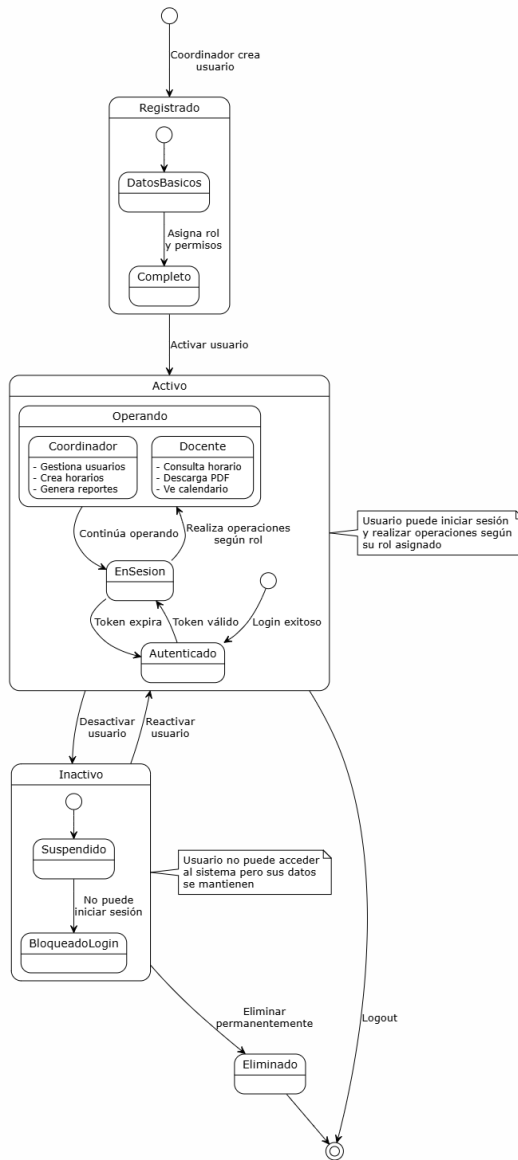 Coordinador crea
usuario
Registrado
DatosBasicos
Asigna rol
y permisos
Completo
Activar usuario
Activo
Operando
Coordinador
- Gestiona usuarios
- Crea horarios
- Genera reportes
Docente
- Consulta horario
- Descarga PDF
- Ve calendario
Continúa operando
Realiza operaciones
según rol
Usuario puede iniciar sesión
y realizar operaciones según
su rol asignado
EnSesion
Token expira
Token válido
Login exitoso
Autenticado
Desactivar
usuario
Reactivar
usuario
Inactivo
Suspendido
Usuario no puede acceder
al sistema pero sus datos
se mantienen
No puede
iniciar sesión
BloqueadoLogin
Eliminar
permanentemente
Logout
Eliminado